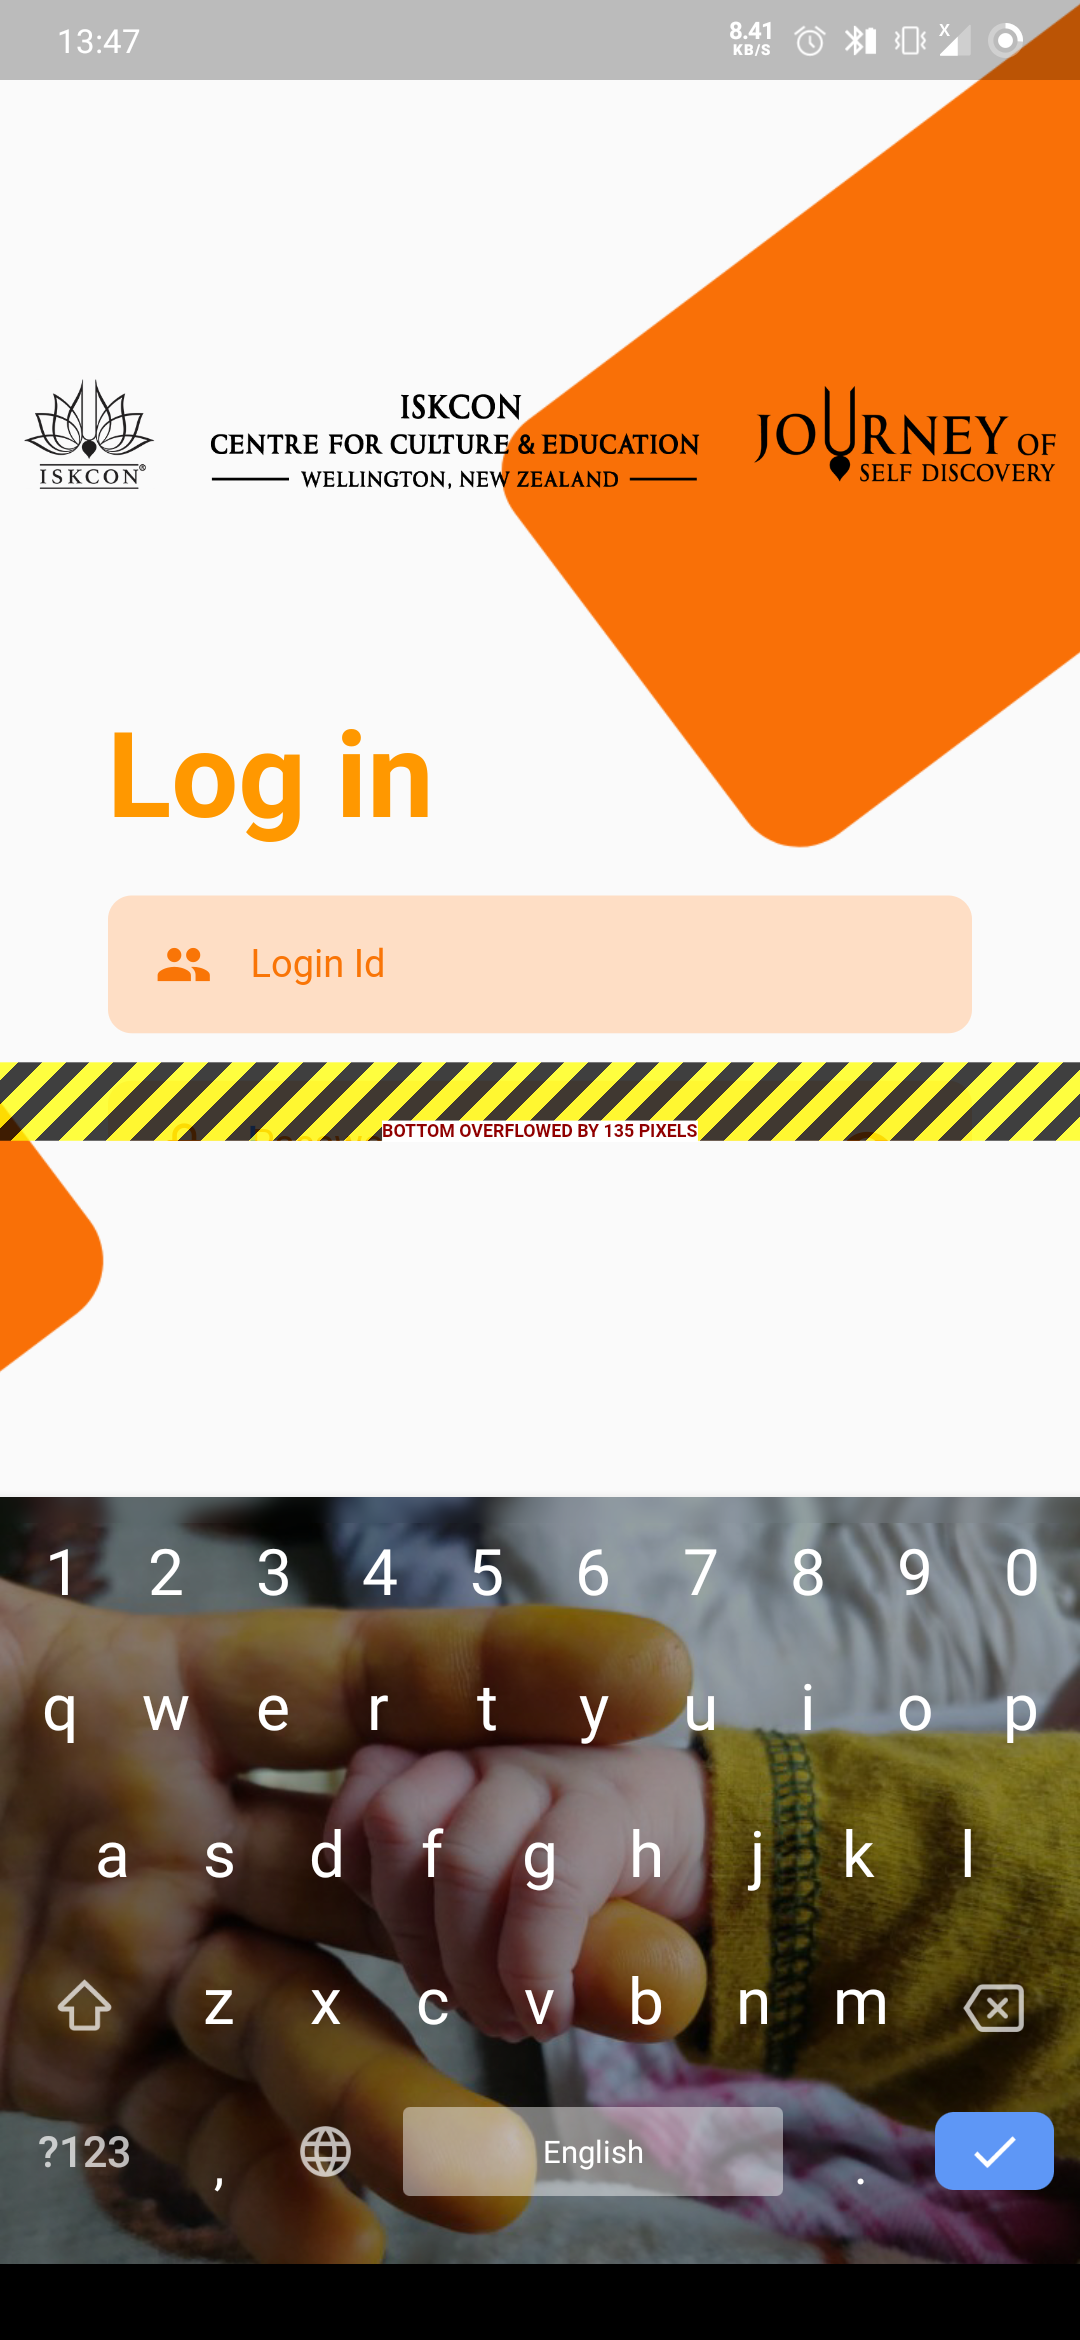 13:47
8.41
KB/S
X
ISKCON®
ISKCON
CENTRE FOR CULTURE & EDUCATION
WELLINGTON, NEW ZEALAND
JOURNEY OF
SELF DISCOVERY
Log in
Login Id
BOTTOM OVERFLOWED BY 135 PIXELS
1 2 3 4 5 6 7 8 9 0
q w e r t y u i o p
a s d f g h j k l
z x c v b n m
?123 , English .